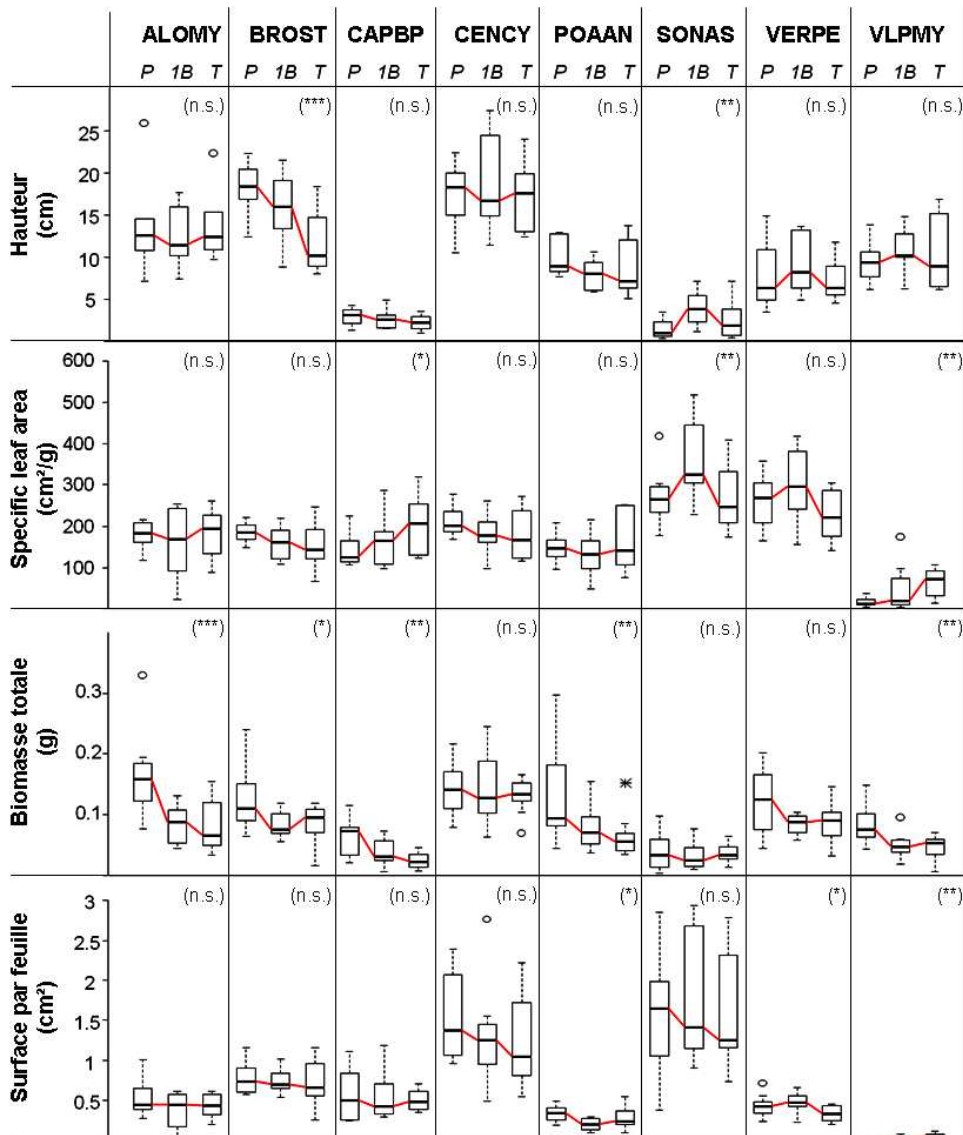 ALOMY BROST CAPBP CENCY POAAN SONAS VERPE VLPMY
P 1B T P 1B T P 1B T P 1B T P 1B T P 1B T P 1B T P 1B T
Hauteur
(cm)
(n.s.) (***) (n.s.) (n.s.) (n.s.) (**) (n.s.) (n.s.)
25
20
15
10
5
Specific leaf area
(cm²/g)
(n.s.) (n.s.) (*) (n.s.) (n.s.) (**) (n.s.) (**)
600
500
400
300
200
100
Biomasse totale
(g)
(***) (*) (**) (n.s.) (**) (n.s.) (n.s.) (**)
0.3
0.2
0.1
Surface par feuille
(cm²)
(n.s.) (n.s.) (n.s.) (n.s.) (*) (n.s.) (*) (**)
3
2.5
2
1.5
1
0.5